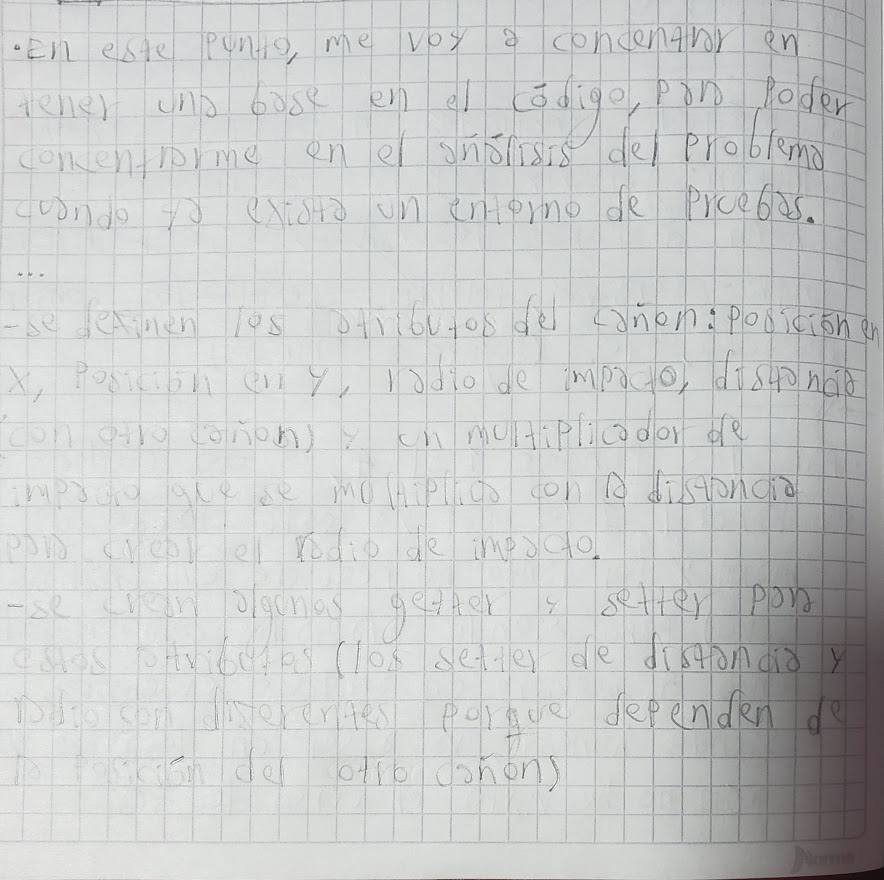 •En este punto, me voy a concentrar en
tener una base en el código, para poder
concentrarme en el análisis del problema
cuando ya exista un entorno de pruebas.
...
-se definen los atributos del cañon: posición en
x, posición en y, radio de impacto, distancia
(con otro cañon) y un multiplicador de
impacto que se multiplica con la distancia
para crear el radio de impacto.
-se crean algunos getter y setter para
estos atributos (los setter de distancia y
radio son diferentes porque dependen de
la posición del otro cañon)
Norma